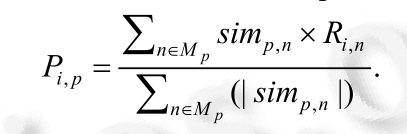 $$P_{i,p} = \frac{\sum_{n \in M_p} sim_{p,n} \times R_{i,n}}{\sum_{n \in M_p} (| sim_{p,n} |)}.$$